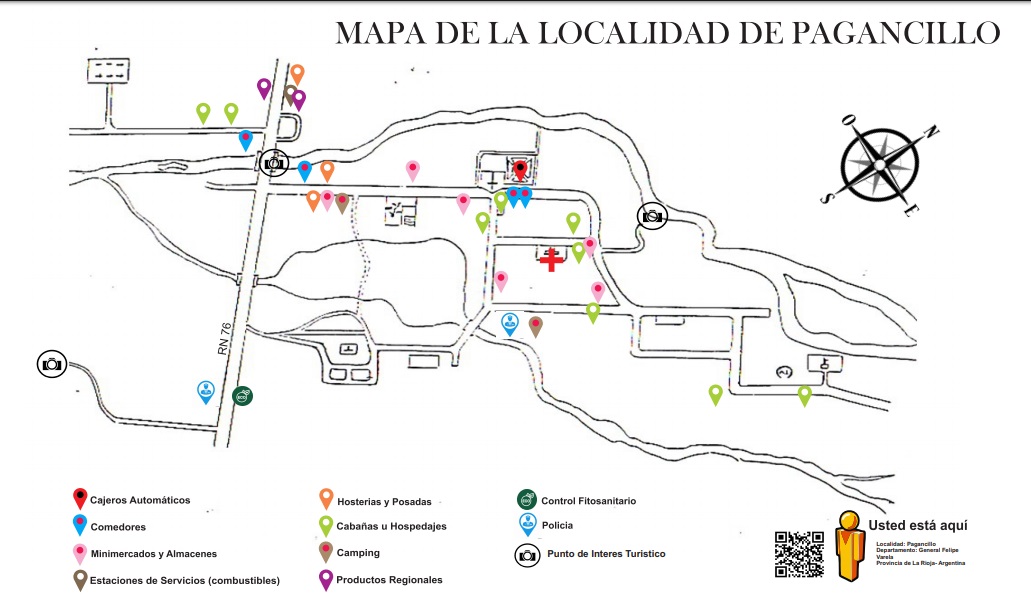 MAPA DE LA LOCALIDAD DE PAGANCILLO
O
N
S
E
RN 76
ECO
Cajeros Automáticos
Comedores
Minimercados y Almacenes
Estaciones de Servicios (combustibles)
Hosterias y Posadas
Cabañas u Hospedajes
Camping
Productos Regionales
ECO
Control Fitosanitario
Policia
Punto de Interes Turistico
Usted está aquí
Localidad: Pagancillo
Departamento: General Felipe
Varela
Provincia de La Rioja- Argentina